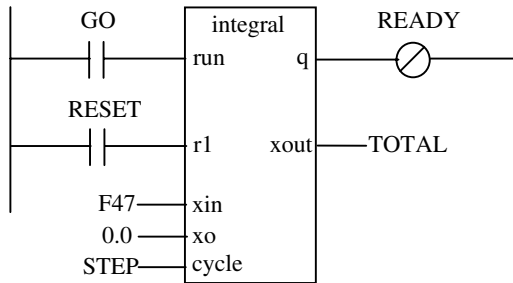 GO integral READY
run q
RESET
r1 xout TOTAL
F47 xin
0.0 xo
STEP cycle